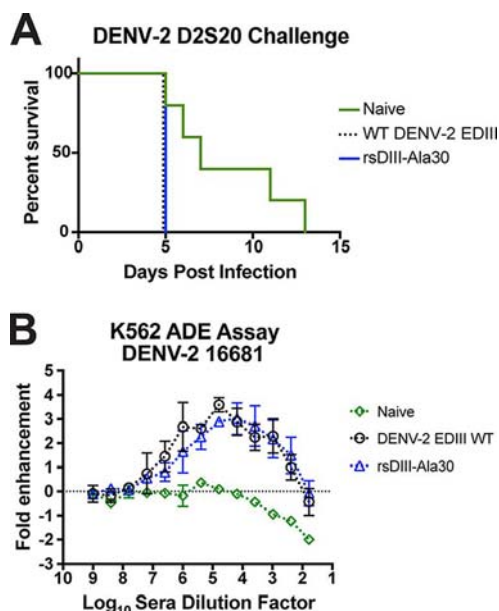 A
DENV-2 D2S20 Challenge
Percent survival
100
50
0
0 5 10 15
Days Post Infection
Naive
WT DENV-2 EDIII
rsDIII-Ala30
B
K562 ADE Assay
DENV-2 16681
Fold enhancement
5
4
3
2
1
0
-1
-2
-3
10 9 8 7 6 5 4 3 2 1
Log10 Sera Dilution Factor
Naive
DENV-2 EDIII WT
rsDIII-Ala30